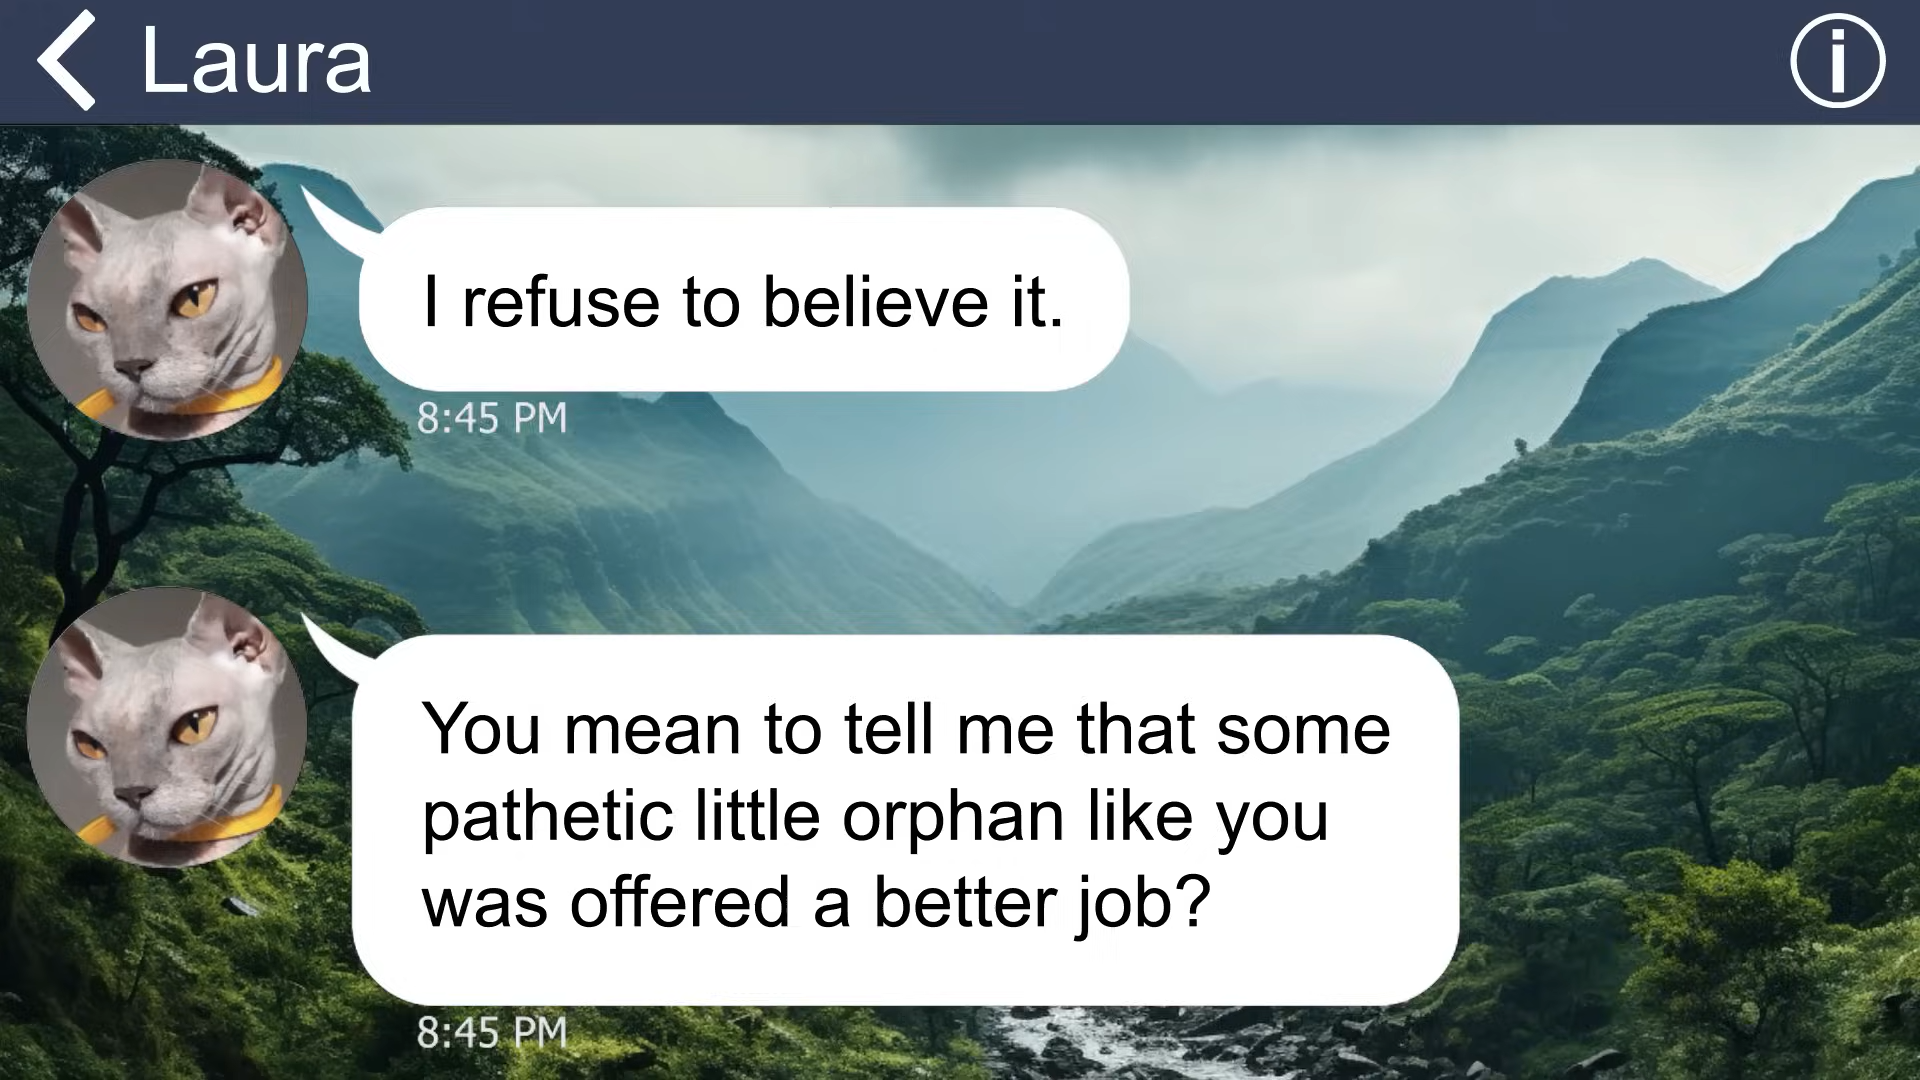 Laura
I refuse to believe it.
8:45 PM
You mean to tell me that some
pathetic little orphan like you
was offered a better job?
8:45 PM